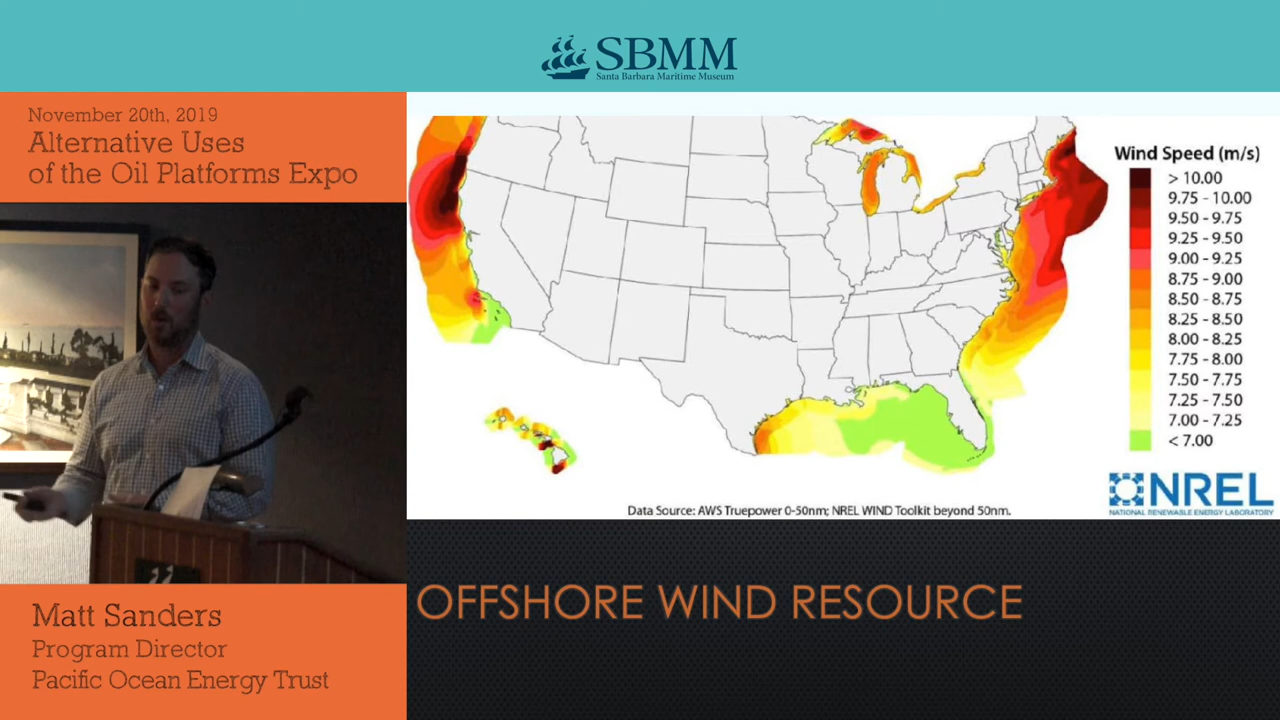 SBMM
Santa Barbara Maritime Museum
November 20th, 2019
Alternative Uses
of the Oil Platforms Expo
Wind Speed (m/s)
> 10.00
9.75 - 10.00
9.50 - 9.75
9.25 - 9.50
9.00 - 9.25
8.75 - 9.00
8.50 - 8.75
8.25 - 8.50
8.00 - 8.25
7.75 - 8.00
7.50 - 7.75
7.25 - 7.50
7.00 - 7.25
< 7.00
NREL
NATIONAL RENEWABLE ENERGY LABORATORY
Data Source: AWS Truepower 0-50nm; NREL WIND Toolkit beyond 50nm.
OFFSHORE WIND RESOURCE
Matt Sanders
Program Director
Pacific Ocean Energy Trust